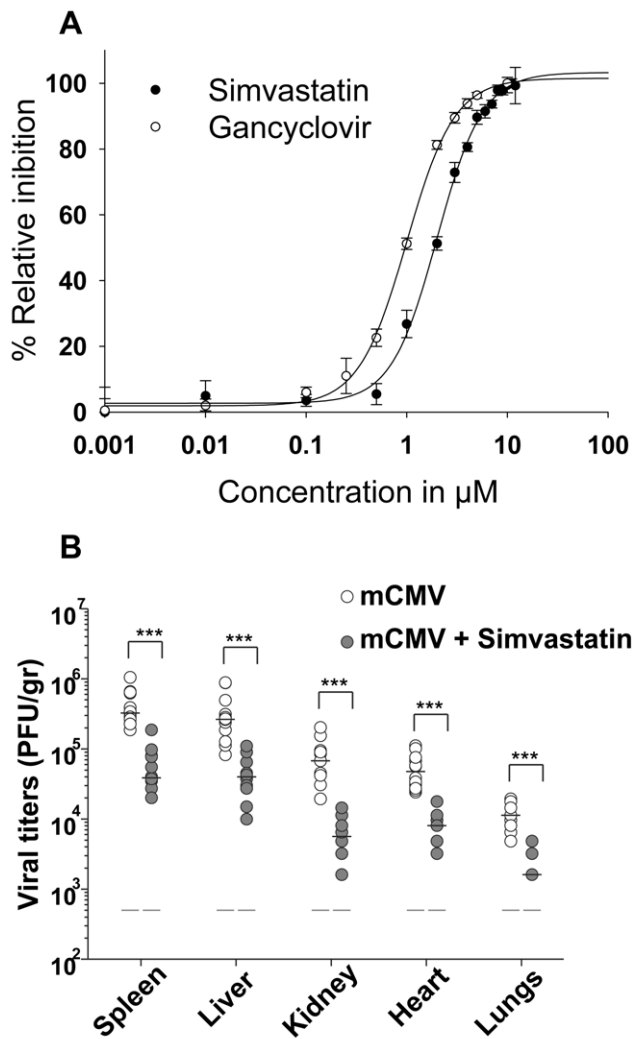 A
% Relative inibition
100
80
60
40
20
0
Simvastatin
Gancyclovir
0.001 0.01 0.1 1 10 100
Concentration in µM
B
Viral titers (PFU/gr)
10⁷
10⁶
10⁵
10⁴
10³
10²
mCMV
mCMV + Simvastatin
***
***
***
***
***
Spleen
Liver
Kidney
Heart
Lungs